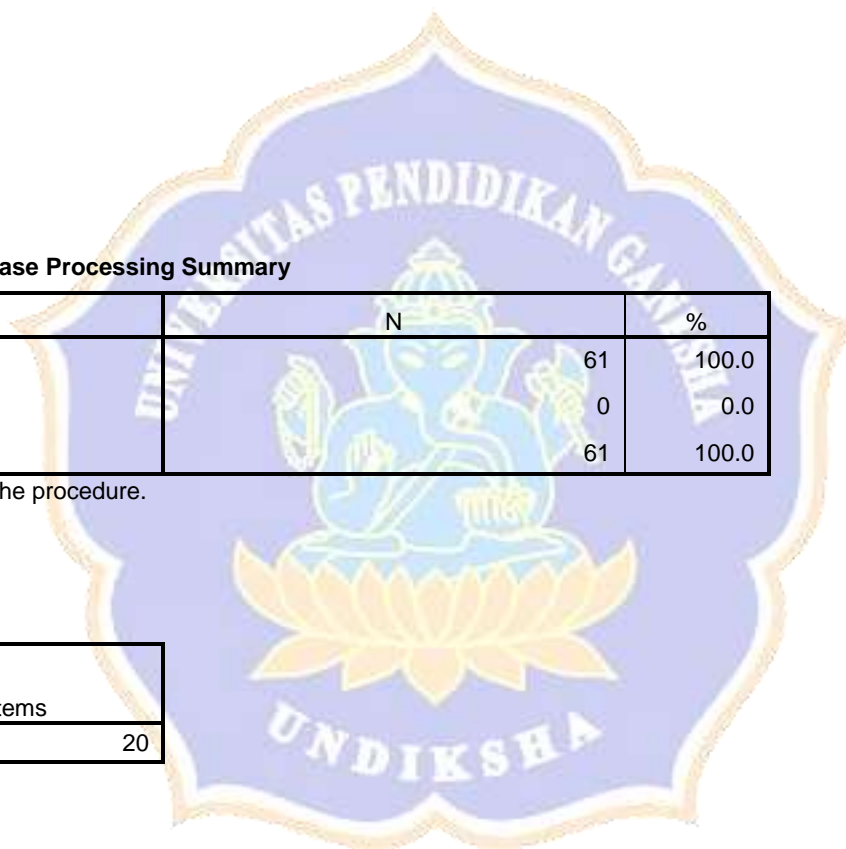 UNIVERSITAS PENDIDIKAN GANESHA
ase Processing Summary
N %
61 100.0
0 0.0
61 100.0
he procedure.
tems
20
UNDIKSHA